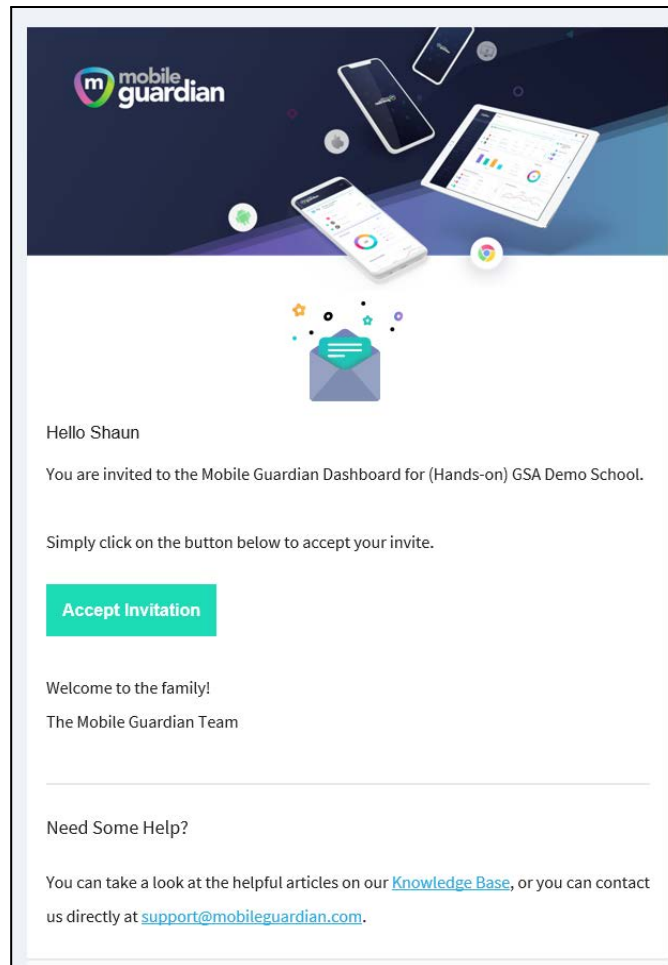 m mobile
guardian
Hello Shaun
You are invited to the Mobile Guardian Dashboard for (Hands-on) GSA Demo School.
Simply click on the button below to accept your invite.
Accept Invitation
Welcome to the family!
The Mobile Guardian Team
Need Some Help?
You can take a look at the helpful articles on our Knowledge Base, or you can contact
us directly at support@mobileguardian.com.